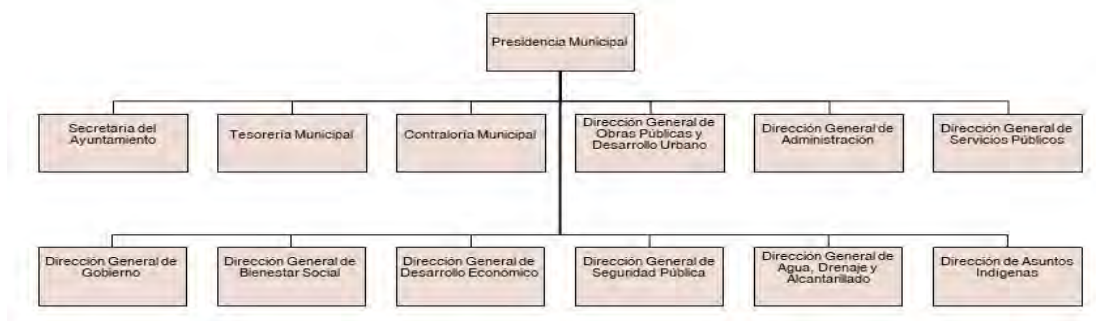 Presidencia Municipal
Secretaría del
Ayuntamiento
Tesorería Municipal
Contraloría Municipal
Dirección General de
Obras Públicas y
Desarrollo Urbano
Dirección General de
Administración
Dirección General de
Servicios Públicos
Dirección General de
Gobierno
Dirección General de
Bienestar Social
Dirección General de
Desarrollo Económico
Dirección General de
Seguridad Pública
Dirección General de
Agua, Drenaje y
Alcantarillado
Dirección de Asuntos
Indígenas